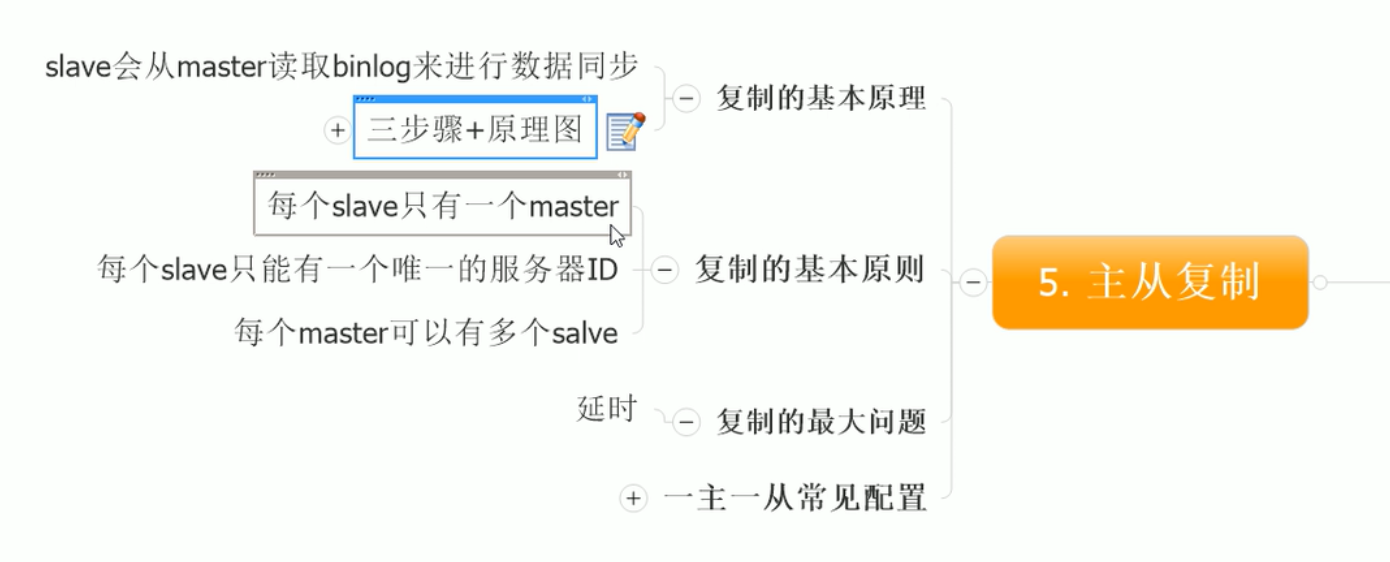 slave会从master读取binlog来进行数据同步
复制的基本原理
三步骤+原理图
每个slave只有一个master
每个slave只能有一个唯一的服务器ID
复制的基本原则
5. 主从复制
每个master可以有多个salve
延时
复制的最大问题
一主一从常见配置